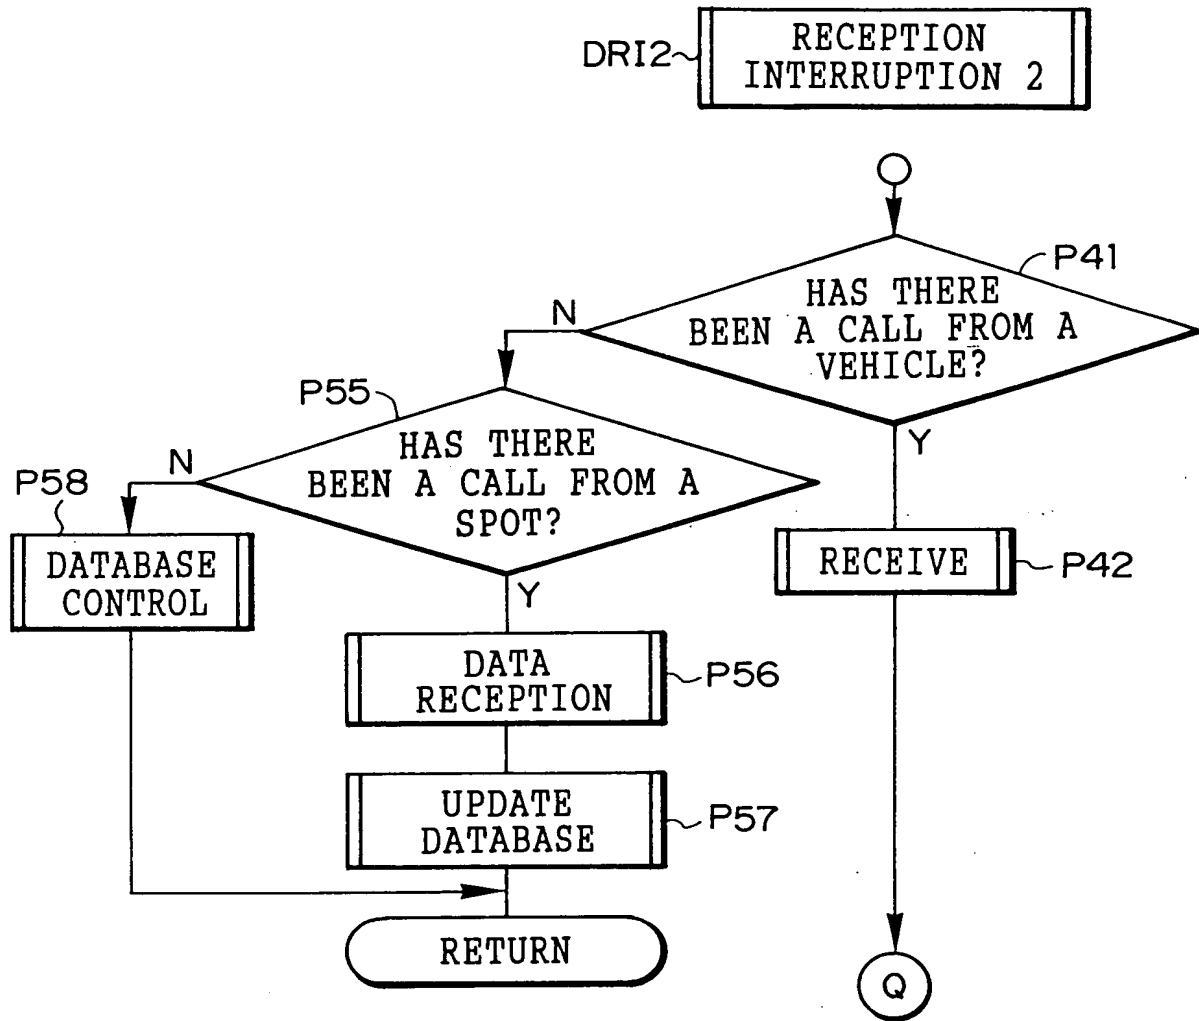 DRI2
RECEPTION
INTERRUPTION 2
P41
HAS THERE
BEEN A CALL FROM A
VEHICLE?
N
Y
P55
HAS THERE
BEEN A CALL FROM A
SPOT?
N
Y
P58
DATABASE
CONTROL
RECEIVE
P42
DATA
RECEPTION
P56
UPDATE
DATABASE
P57
RETURN
Q